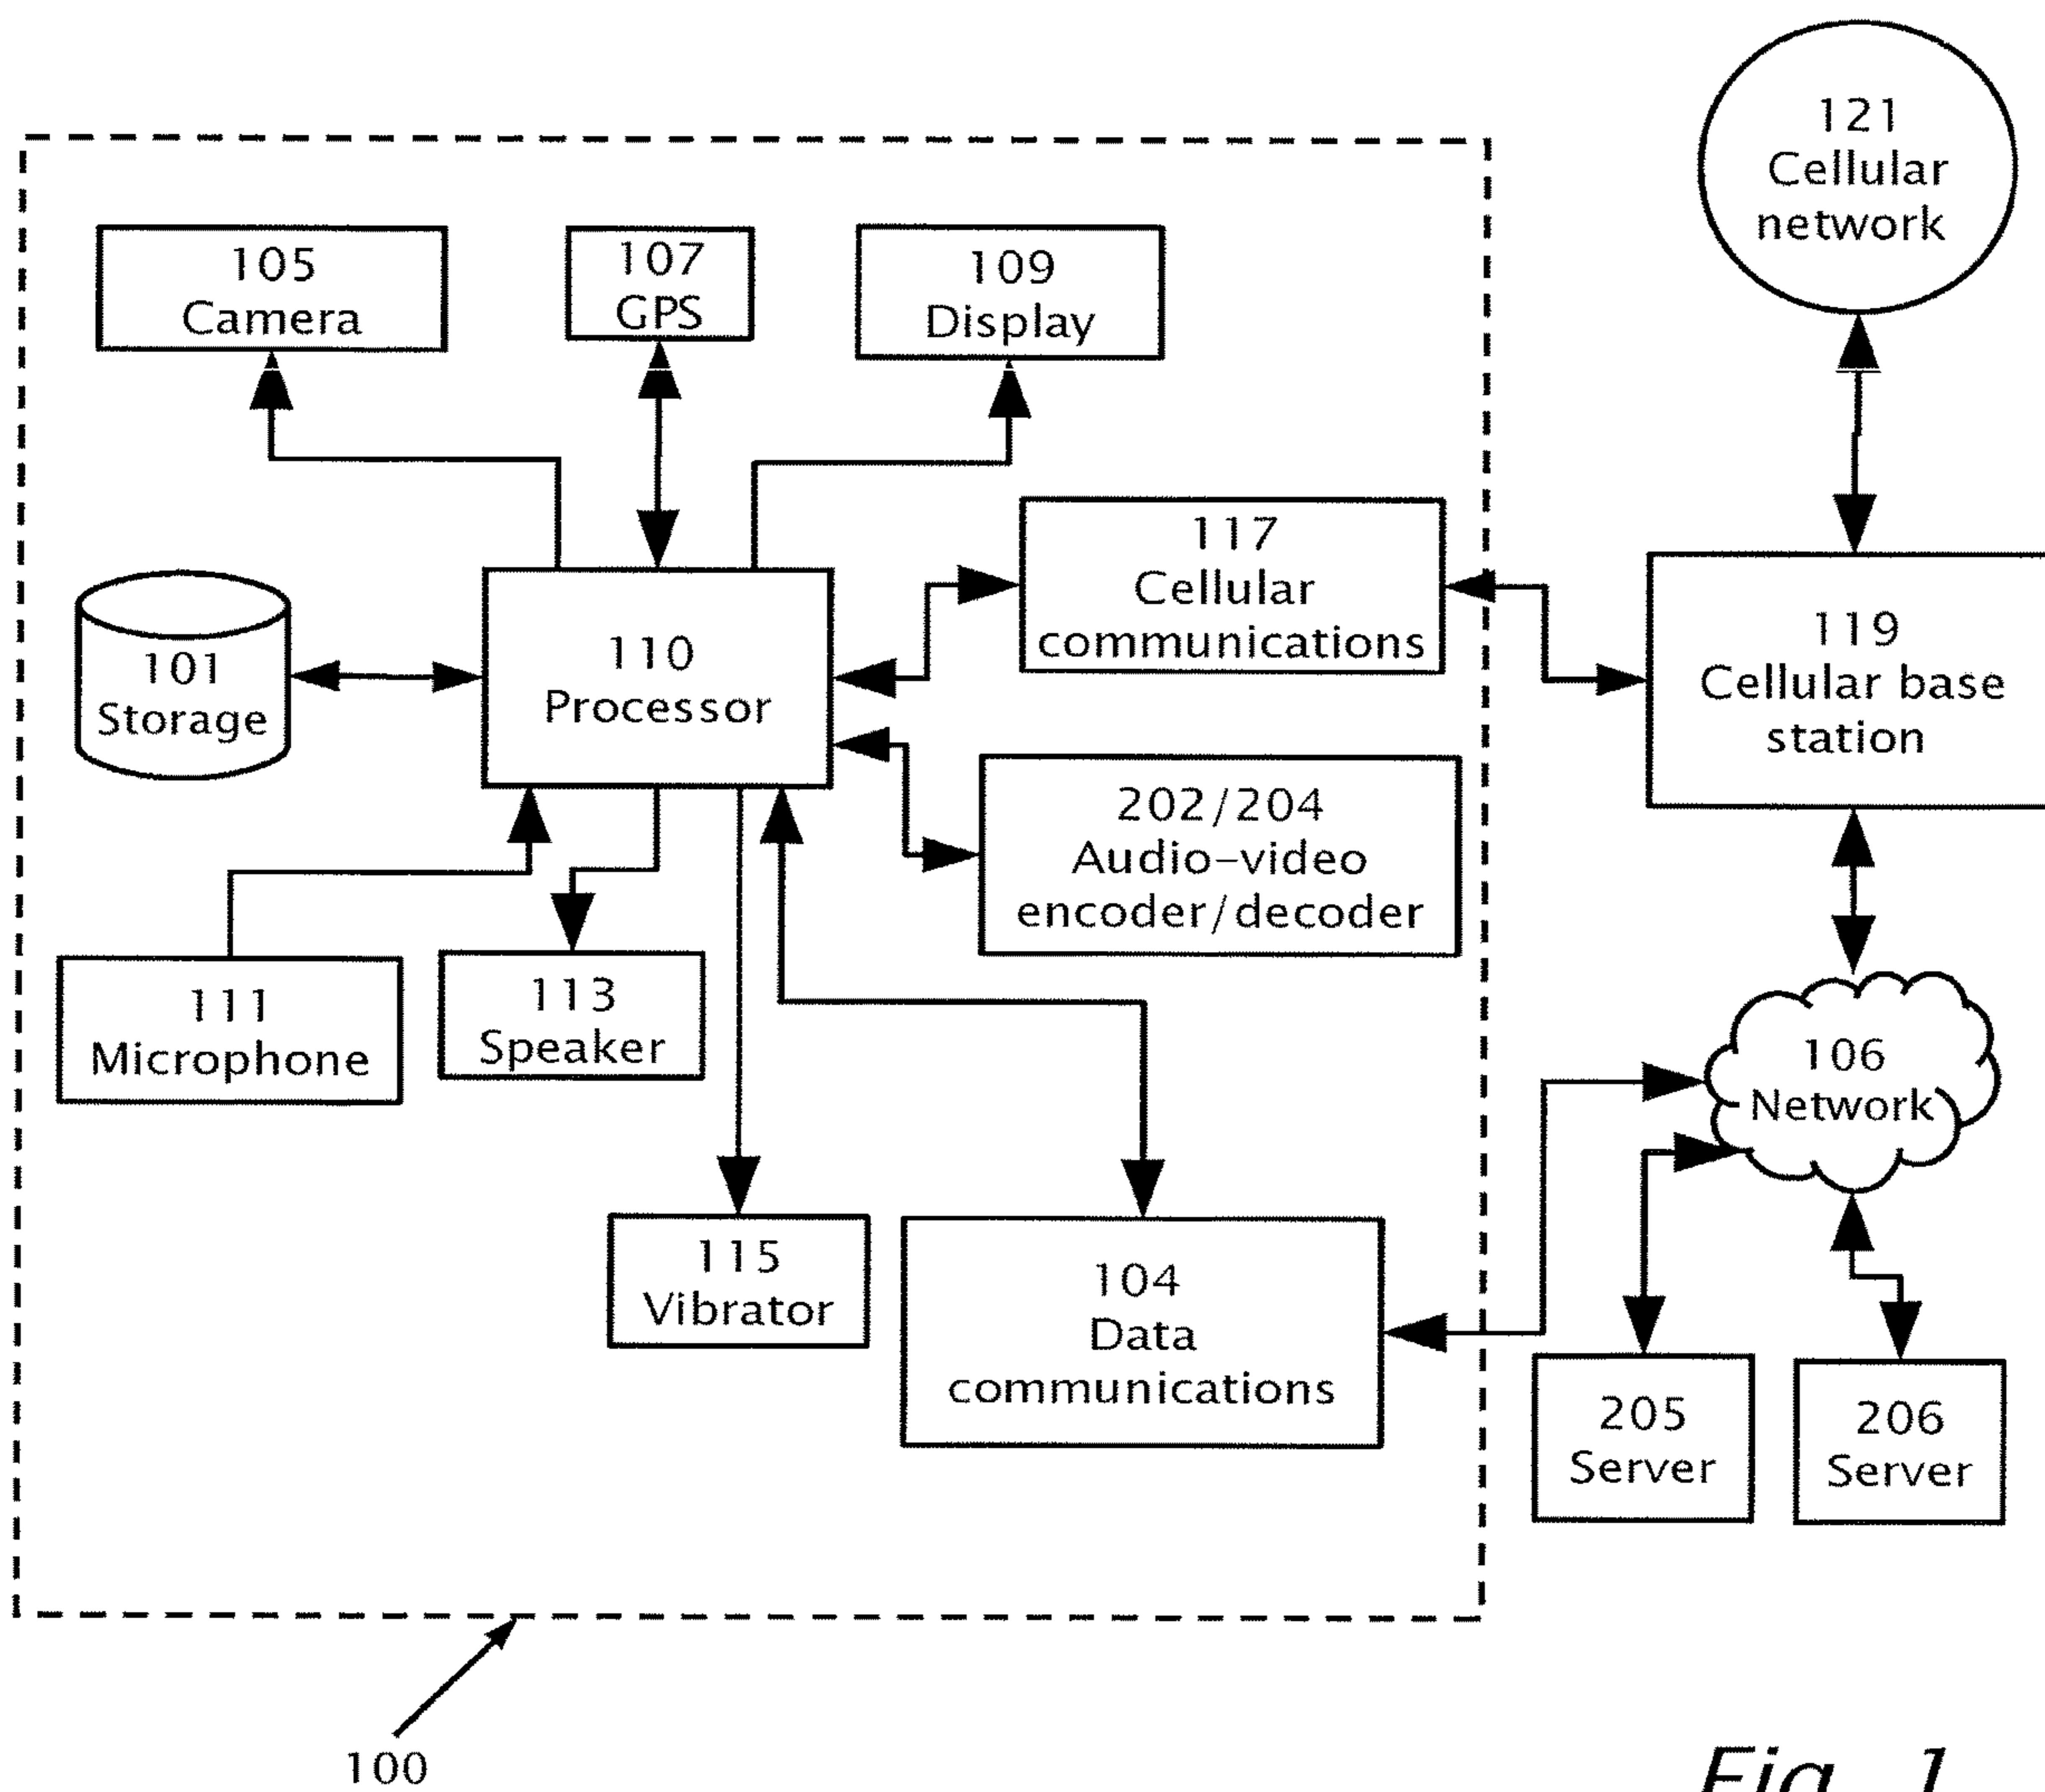 121
Cellular
network
105
Camera
107
GPS
109
Display
117
Cellular
communications
101
Storage
110
Processor
119
Cellular base
station
202/204
Audio-video
encoder/decoder
111
Microphone
113
Speaker
106
Network
115
Vibrator
104
Data
communications
205
Server
206
Server
100
Fig. 1